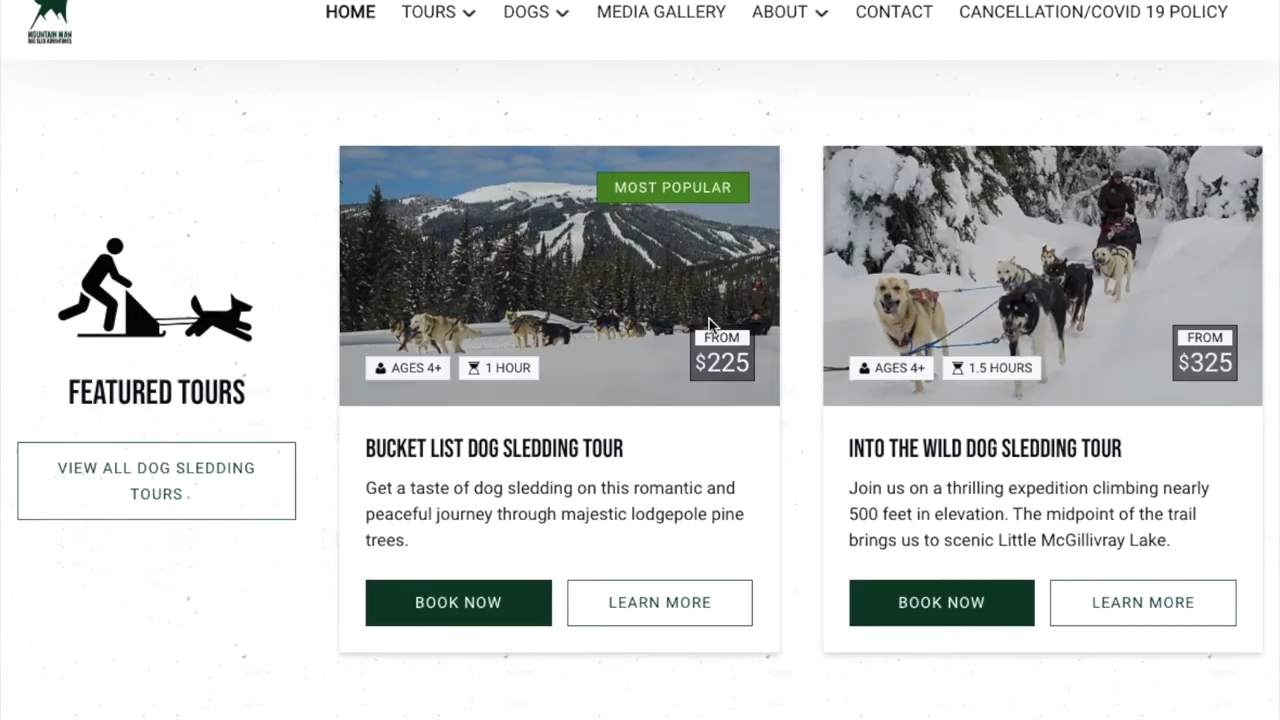 MOUNTAIN MAN
DOG SLED ADVENTURES
HOME TOURS DOGS MEDIA GALLERY ABOUT CONTACT CANCELLATION/COVID 19 POLICY
FEATURED TOURS
VIEW ALL DOG SLEDDING
TOURS
MOST POPULAR
AGES 4+
1 HOUR
FROM
$225
BUCKET LIST DOG SLEDDING TOUR
Get a taste of dog sledding on this romantic and
peaceful journey through majestic lodgepole pine
trees.
BOOK NOW
LEARN MORE
AGES 4+
1.5 HOURS
FROM
$325
INTO THE WILD DOG SLEDDING TOUR
Join us on a thrilling expedition climbing nearly
500 feet in elevation. The midpoint of the trail
brings us to scenic Little McGillivray Lake.
BOOK NOW
LEARN MORE